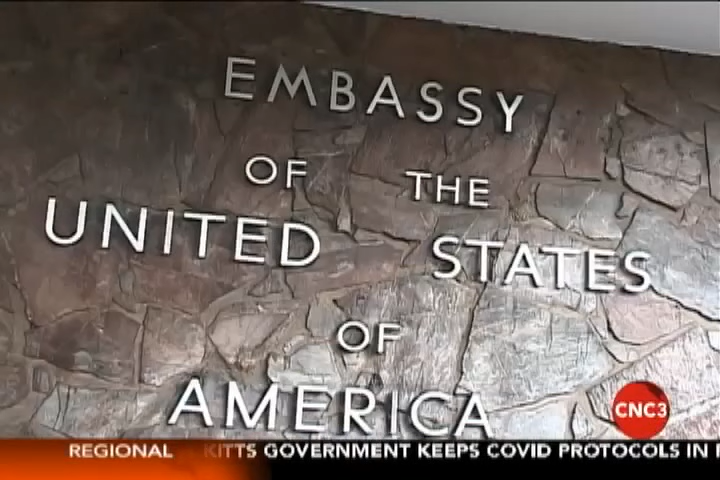 EMBASSY
OF THE
UNITED STATES
OF
AMERICA
CNC3
REGIONAL KITTS GOVERNMENT KEEPS COVID PROTOCOLS IN